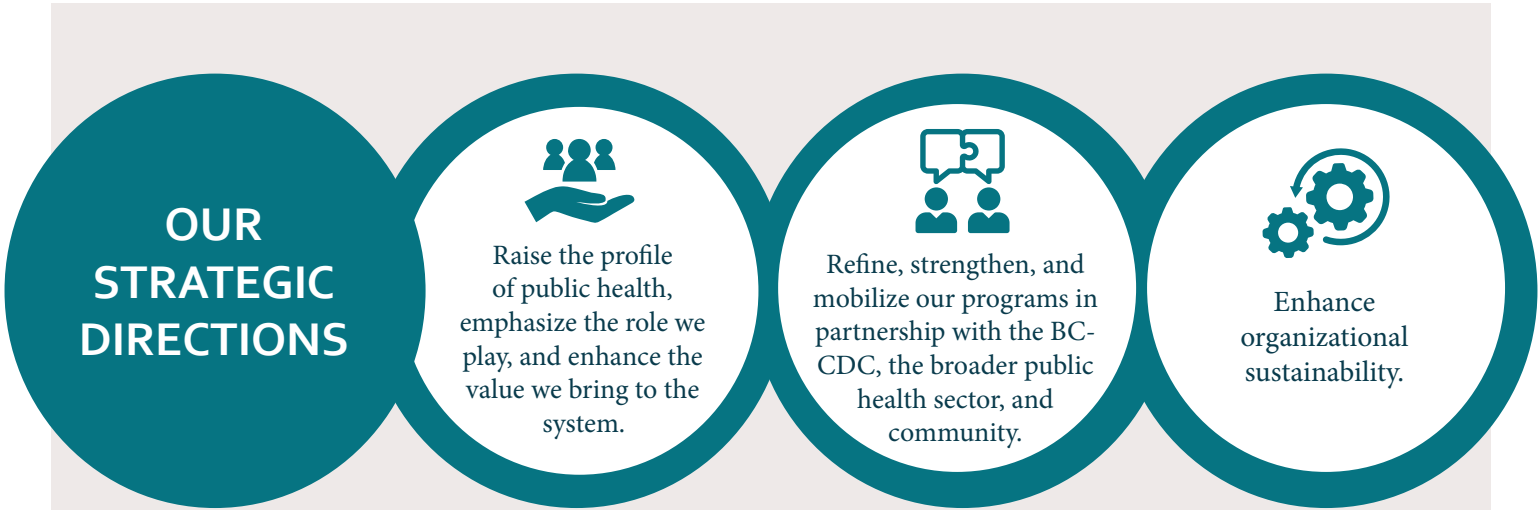 OUR
STRATEGIC
DIRECTIONS
Raise the profile
of public health,
emphasize the role we
play, and enhance the
value we bring to the
system.
Refine, strengthen, and
mobilize our programs in
partnership with the BC-
CDC, the broader public
health sector, and
community.
Enhance
organizational
sustainability.